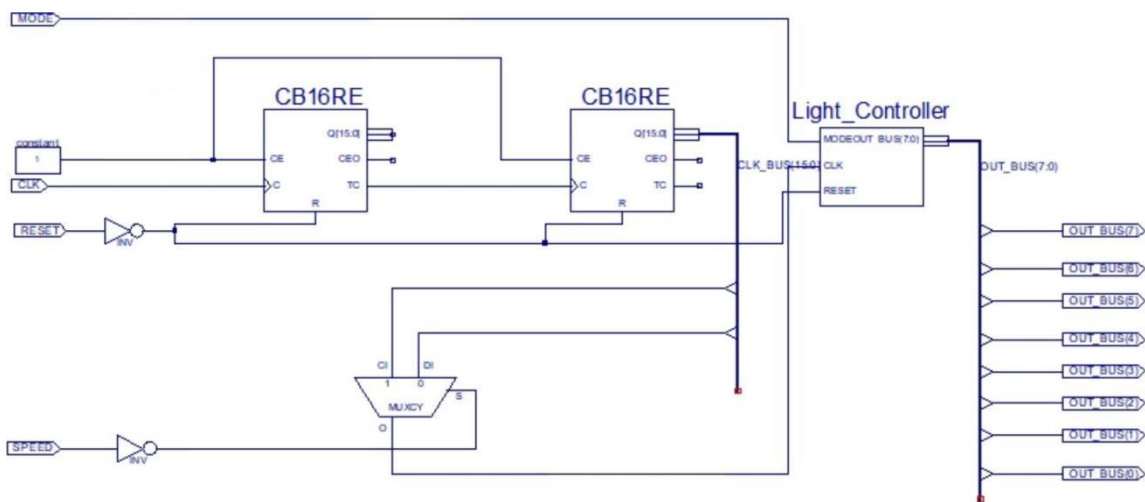 MODE
CB16RE
CB16RE
Light_Controller
Q[15:0]
Q[15:0]
MODEOUT BUS(7:0)
constant
1
CE
CEO
CE
CEO
CLK_BUS(15:0)
CLK
OUT_BUS(7:0)
CLK
C
TC
C
TC
RESET
R
R
RESET
INV
OUT_BUS(7)
OUT_BUS(6)
OUT_BUS(5)
OUT_BUS(4)
CI
DI
OUT_BUS(3)
1
0
S
MUXCY
OUT_BUS(2)
O
OUT_BUS(1)
SPEED
INV
OUT_BUS(0)